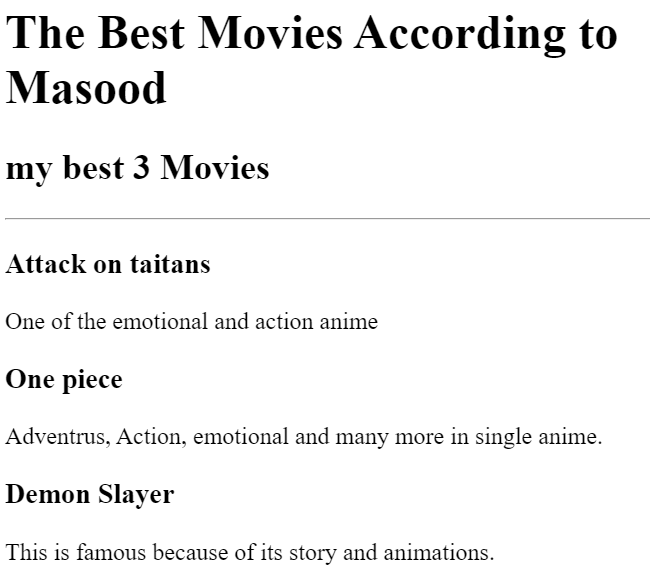 The Best Movies According to
Masood
my best 3 Movies
Attack on taitans
One of the emotional and action anime
One piece
Adventrus, Action, emotional and many more in single anime.
Demon Slayer
This is famous because of its story and animations.